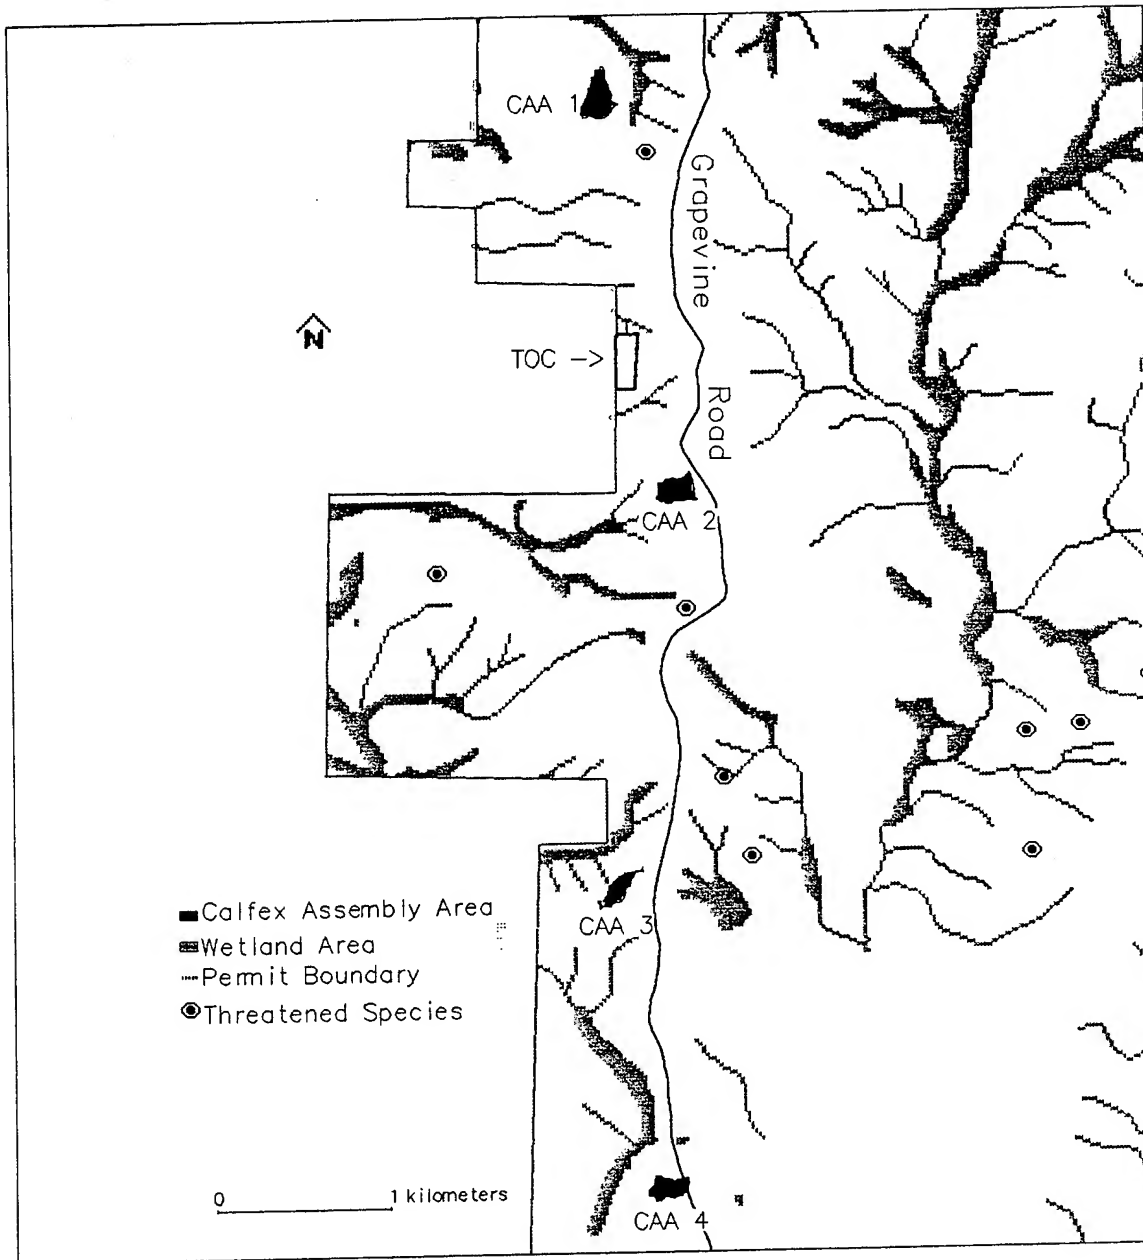 CAA 1
Grapevine
N
TOC ->
Road
CAA 2
CAA 3
Calfex Assembly Area
Wetland Area
Permit Boundary
Threatened Species
0 1 kilometers
CAA 4